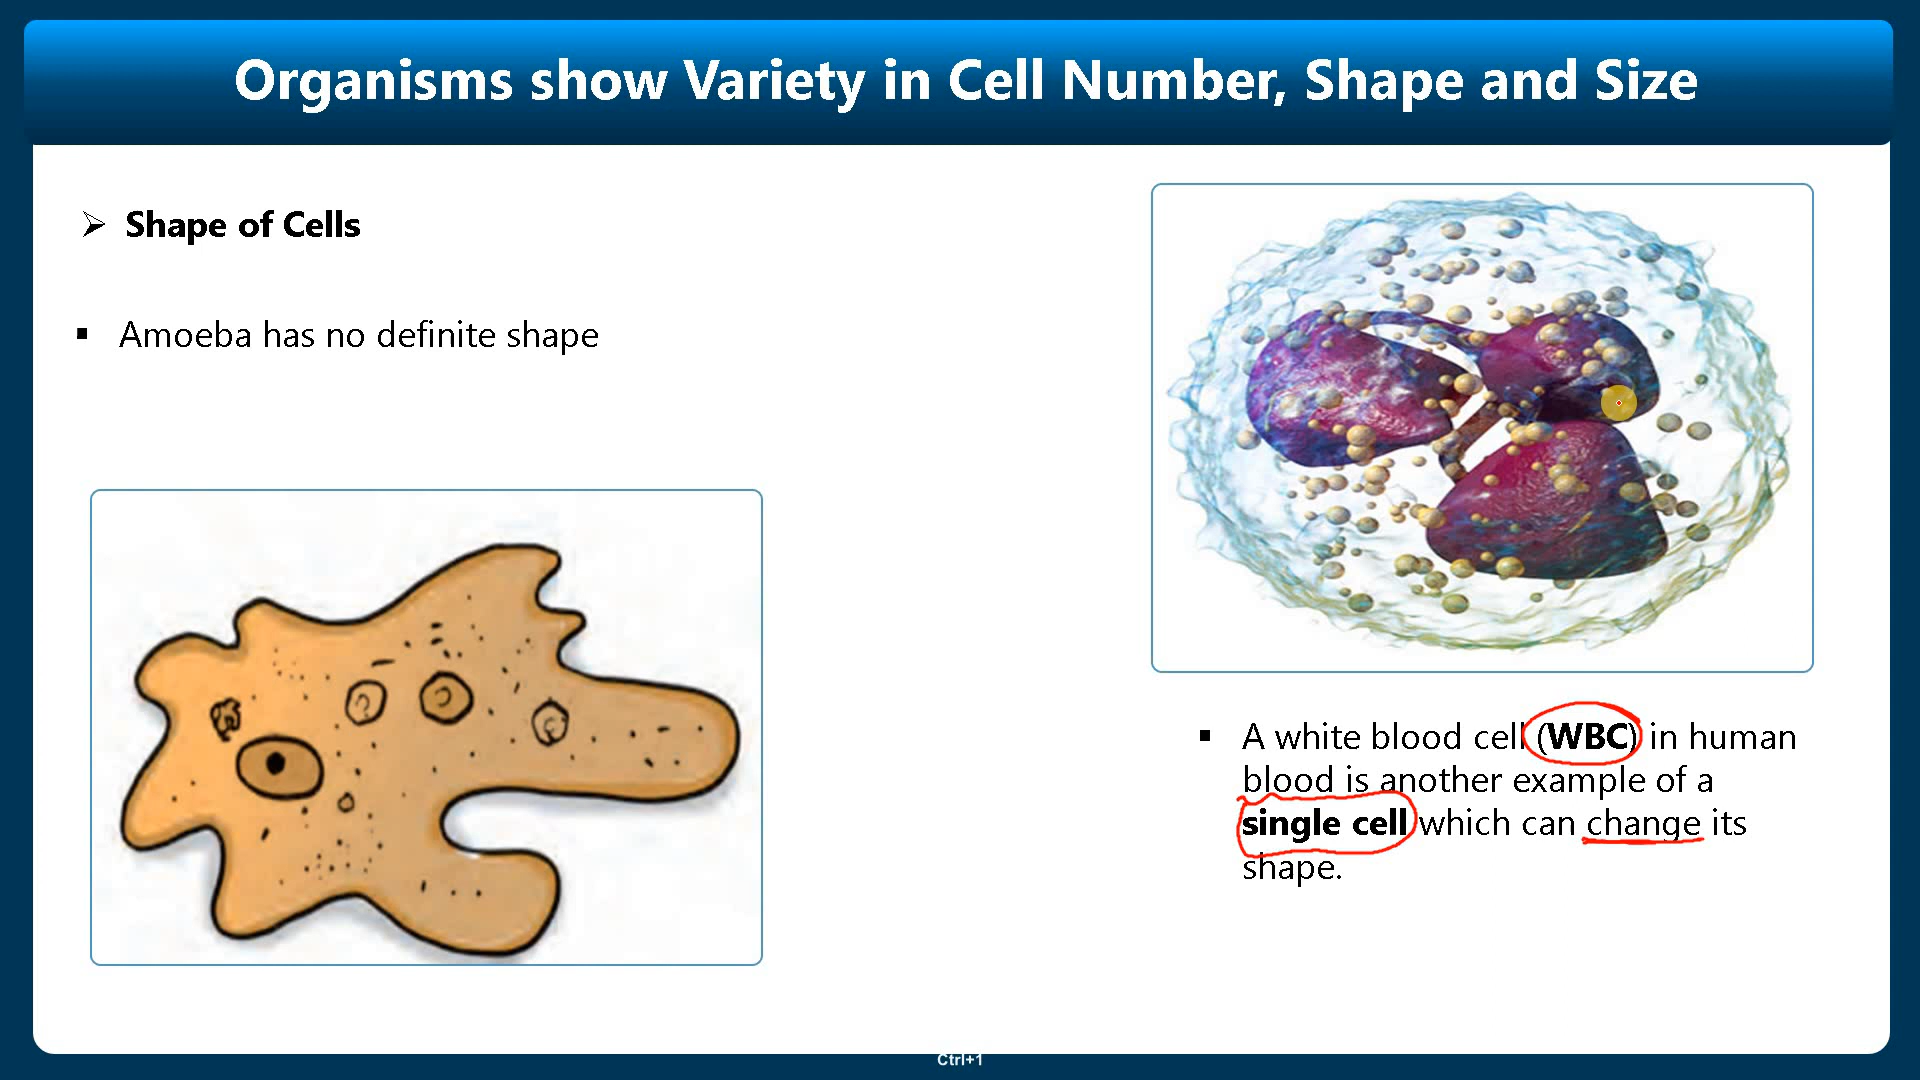 Organisms show Variety in Cell Number, Shape and Size
Shape of Cells
Amoeba has no definite shape
A white blood cell (WBC) in human
blood is another example of a
single cell which can change its
shape.
Ctrl+1